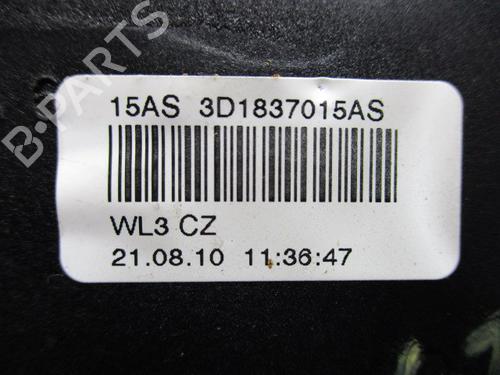 B-PARTS
15AS 3D1837015AS
WL3 CZ
21.08.10 11:36:47